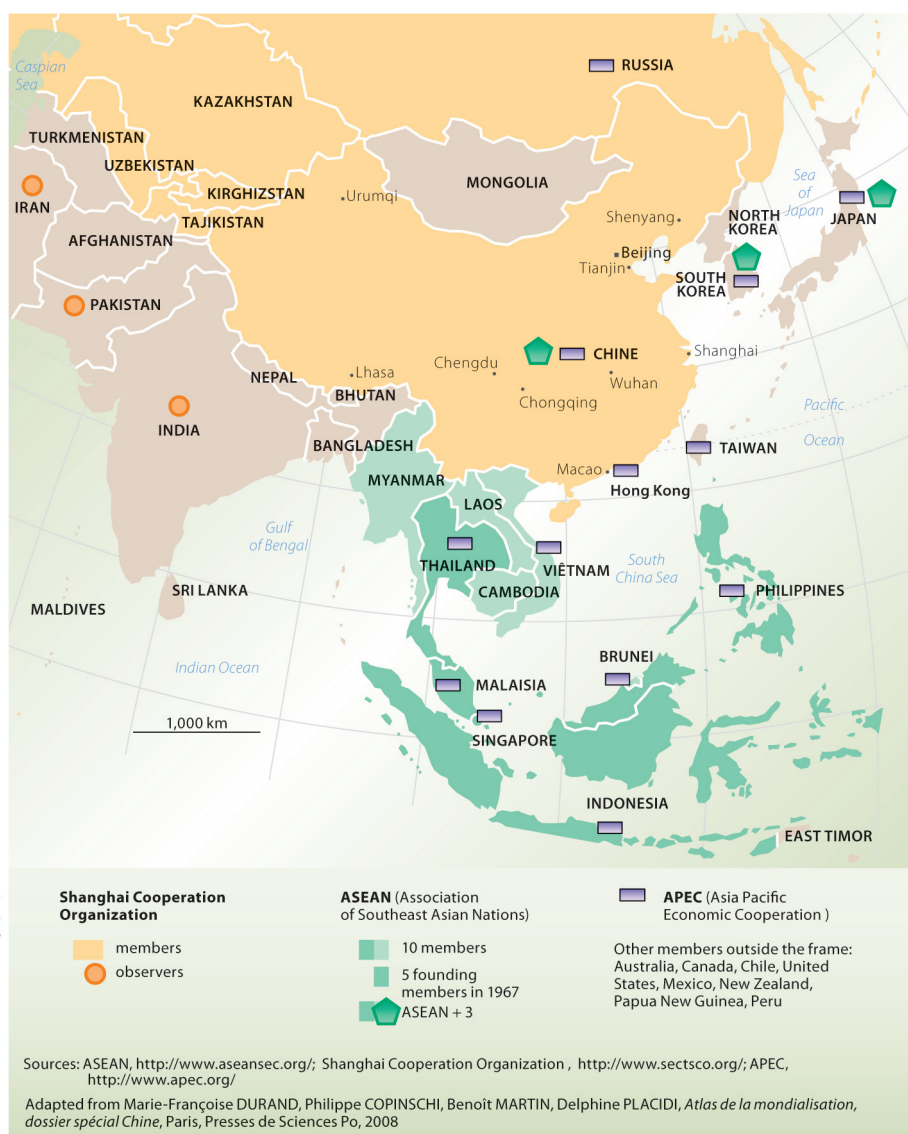 Caspian
Sea
RUSSIA
KAZAKHSTAN
TURKMENISTAN
UZBEKISTAN
KIRGHIZSTAN
TAJIKISTAN
IRAN
AFGHANISTAN
PAKISTAN
Urumqi
MONGOLIA
Shenyang
Beijing
Tianjin
NORTH
KOREA
SOUTH
KOREA
Sea
of
Japan
JAPAN
CHINE
Shanghai
Chengdu
Wuhan
Chongqing
Lhasa
NEPAL
BHUTAN
INDIA
BANGLADESH
Pacific
Ocean
TAIWAN
Macao
Hong Kong
MYANMAR
LAOS
Gulf
of Bengal
THAILAND
VIÊTNAM
CAMBODIA
South
China Sea
PHILIPPINES
SRI LANKA
MALDIVES
Indian Ocean
BRUNEI
MALAISIA
SINGAPORE
1,000 km
INDONESIA
EAST TIMOR
Shanghai Cooperation
Organization
members
observers
ASEAN (Association
of Southeast Asian Nations)
10 members
5 founding
members in 1967
ASEAN + 3
APEC (Asia Pacific
Economic Cooperation )
Other members outside the frame:
Australia, Canada, Chile, United
States, Mexico, New Zealand,
Papua New Guinea, Peru
Sources: ASEAN, http://www.aseansec.org/; Shanghai Cooperation Organization , http://www.sectsco.org/; APEC,
http://www.apec.org/
Adapted from Marie-Françoise DURAND, Philippe COPINSCHI, Benoît MARTIN, Delphine PLACIDI, Atlas de la mondialisation,
dossier spécial Chine, Paris, Presses de Sciences Po, 2008